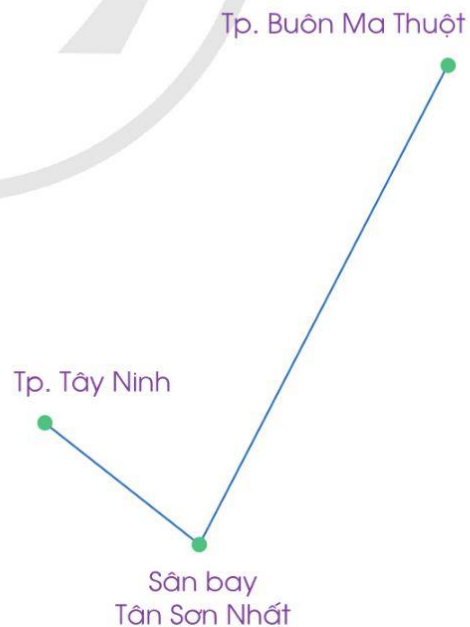 Tp. Buôn Ma Thuột
Tp. Tây Ninh
Sân bay
Tân Sơn Nhất